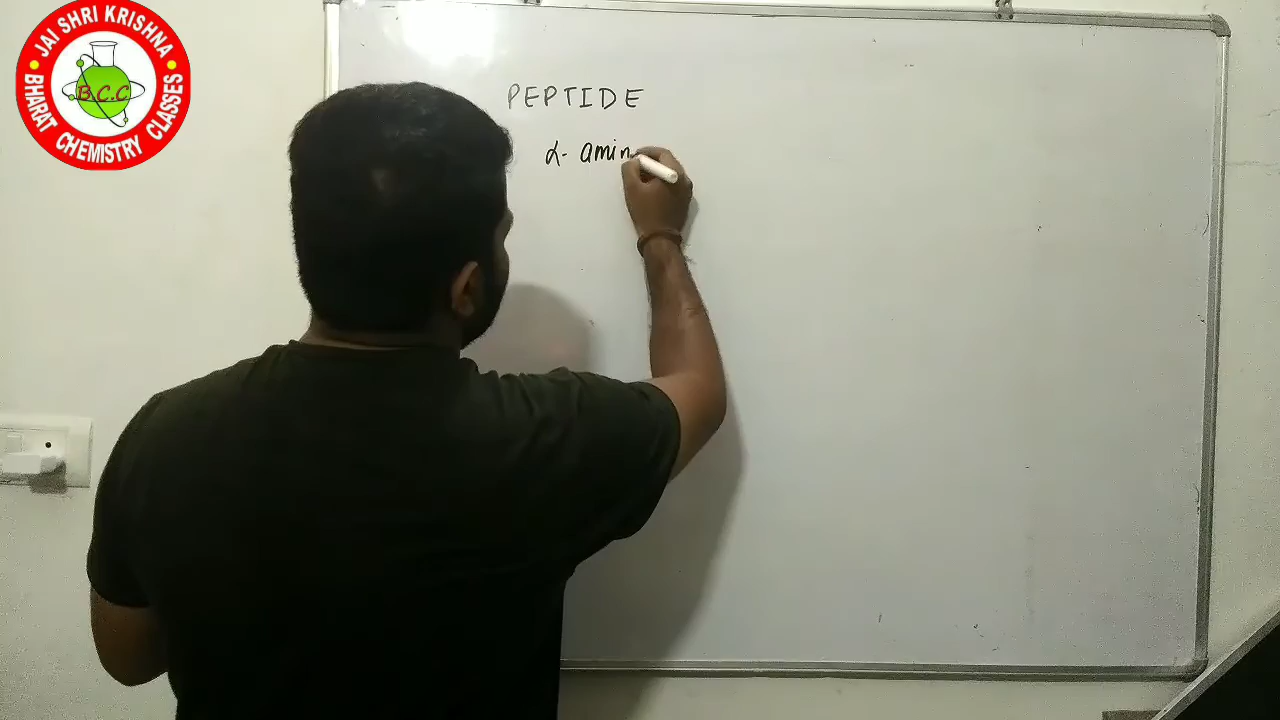 JAI SHRI KRISHNA
B.C.C
BHARAT CHEMISTRY CLASSES
PEPTIDE
α- amin